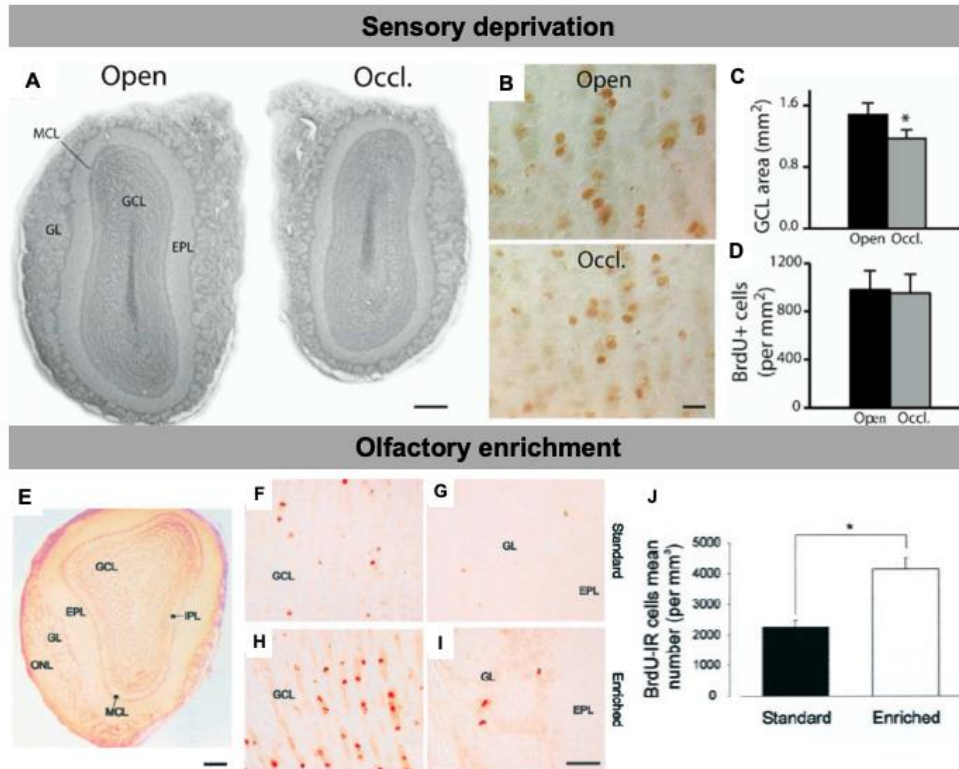 Sensory deprivation
A
Open
Occl.
MCL
GCL
GL
EPL
B
Open
Occl.
C
GCL area (mm²)
1.6
0.8
0.0
*
Open Occl.
D
BrdU+ cells
(per mm²)
1200
800
400
0
Open Occl.
Olfactory enrichment
E
GCL
EPL
IPL
GL
ONL
MCL
F
GCL
G
GL
EPL
Standard
H
GCL
I
GL
EPL
Enriched
J
BrdU-IR cells mean
number (per mm³)
5000
4000
3000
2000
1000
0
*
Standard
Enriched